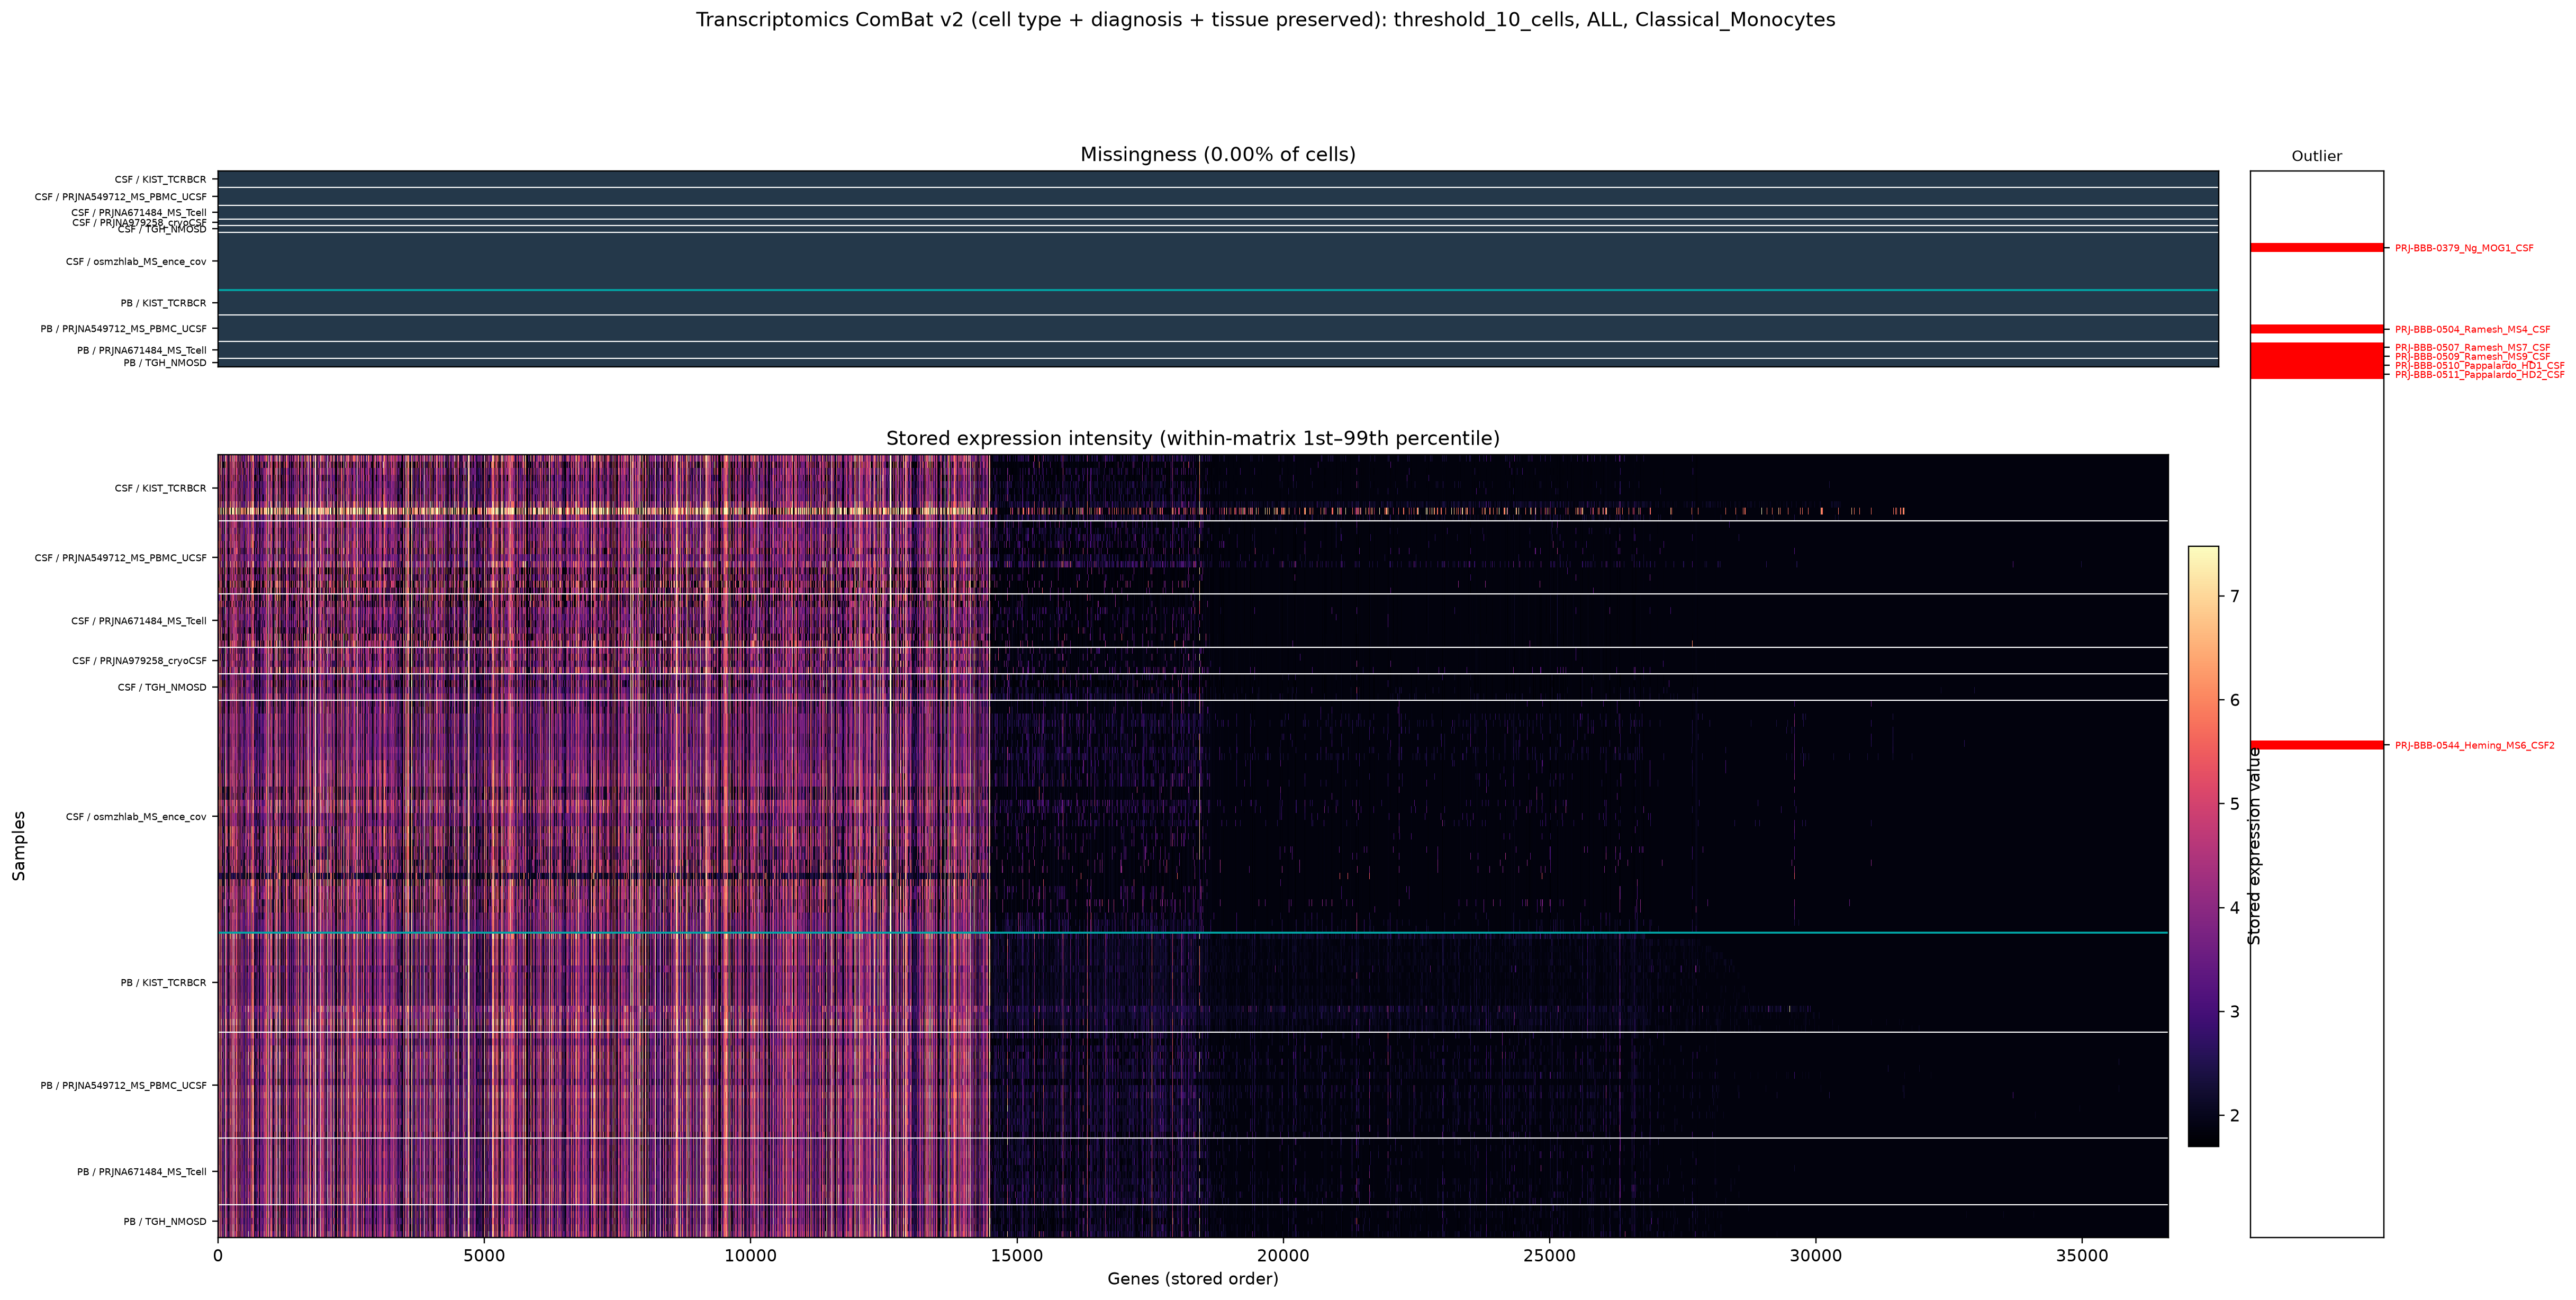 Transcriptomics ComBat v2 (cell type + diagnosis + tissue preserved): threshold_10_cells, ALL, Classical_Monocytes
Missingness (0.00% of cells)
CSF / KIST_TCRBCR
CSF / PRJNA549712_MS_PBMC_UCSF
CSF / PRJNA671484_MS_Tcell
CSF / PRJNA979258_cryoCSF
CSF / TGH_NMOSD
CSF / osmzhlab_MS_ence_cov
PB / KIST_TCRBCR
PB / PRJNA549712_MS_PBMC_UCSF
PB / PRJNA671484_MS_Tcell
PB / TGH_NMOSD
Outlier
PRJ-BBB-0379_Ng_MOG1_CSF
PRJ-BBB-0504_Ramesh_MS4_CSF
PRJ-BBB-0507_Ramesh_MS7_CSF
PRJ-BBB-0509_Ramesh_MS9_CSF
PRJ-BBB-0510_Pappalardo_HD1_CSF
PRJ-BBB-0511_Pappalardo_HD2_CSF
PRJ-BBB-0544_Heming_MS6_CSF2
Stored expression intensity (within-matrix 1st–99th percentile)
Samples
CSF / KIST_TCRBCR
CSF / PRJNA549712_MS_PBMC_UCSF
CSF / PRJNA671484_MS_Tcell
CSF / PRJNA979258_cryoCSF
CSF / TGH_NMOSD
CSF / osmzhlab_MS_ence_cov
PB / KIST_TCRBCR
PB / PRJNA549712_MS_PBMC_UCSF
PB / PRJNA671484_MS_Tcell
PB / TGH_NMOSD
0 5000 10000 15000 20000 25000 30000 35000
Genes (stored order)
7
6
5
4
3
2
Stored expression value